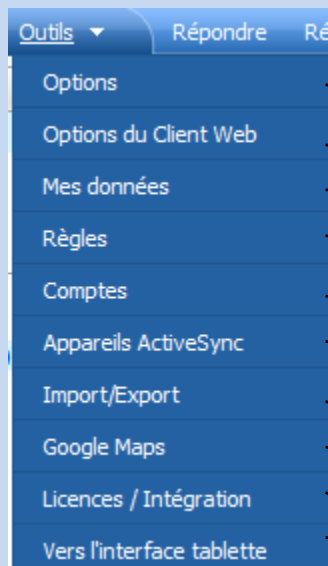 Outils Répondre Ré
Options
Options du Client Web
Mes données
Règles
Comptes
Appareils ActiveSync
Import/Export
Google Maps
Licences / Intégration
Vers l'interface tablette